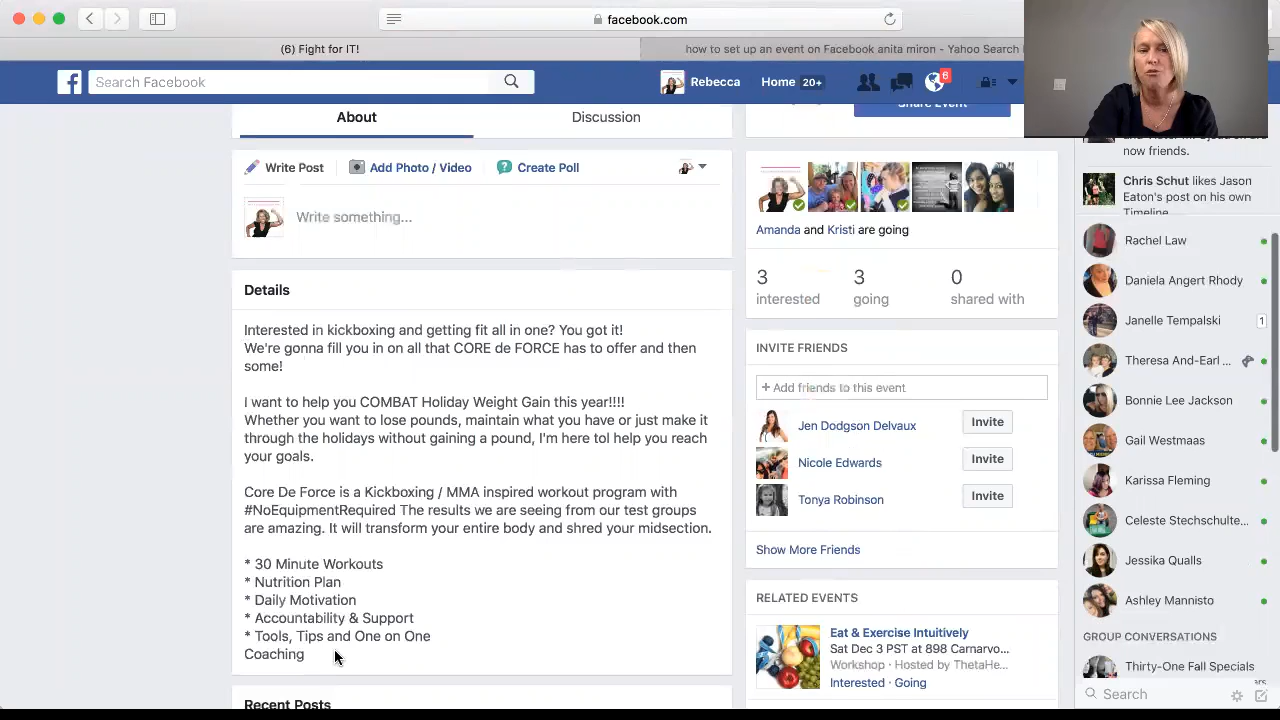 facebook.com
(6) Fight for IT!
how to set up an event on Facebook anita miron - Yahoo Search
Search Facebook
Rebecca
Home 20+
6
About
Discussion
Share Event
Write Post
Add Photo / Video
Create Poll
Write something...
Details
Interested in kickboxing and getting fit all in one? You got it!
We're gonna fill you in on all that CORE de FORCE has to offer and then
some!
I want to help you COMBAT Holiday Weight Gain this year!!!!
Whether you want to lose pounds, maintain what you have or just make it
through the holidays without gaining a pound, I'm here tol help you reach
your goals.
Core De Force is a Kickboxing / MMA inspired workout program with
#NoEquipmentRequired The results we are seeing from our test groups
are amazing. It will transform your entire body and shred your midsection.
* 30 Minute Workouts
* Nutrition Plan
* Daily Motivation
* Accountability & Support
* Tools, Tips and One on One
Coaching
Recent Posts
Amanda and Kristi are going
3 3 0
interested going shared with
INVITE FRIENDS
+ Add friends to this event
Jen Dodgson Delvaux
Invite
Nicole Edwards
Invite
Tonya Robinson
Invite
Show More Friends
RELATED EVENTS
Eat & Exercise Intuitively
Sat Dec 3 PST at 898 Carnarvo...
Workshop · Hosted by ThetaHe...
Interested · Going
now friends.
Chris Schut likes Jason
Eaton's post on his own
Timeline.
Rachel Law
Daniela Angert Rhody
Janelle Tempalski
1
Theresa And-Earl ...
Bonnie Lee Jackson
Gail Westmaas
Karissa Fleming
Celeste Stechschulte...
Jessika Qualls
Ashley Mannisto
GROUP CONVERSATIONS
Thirty-One Fall Specials
Search